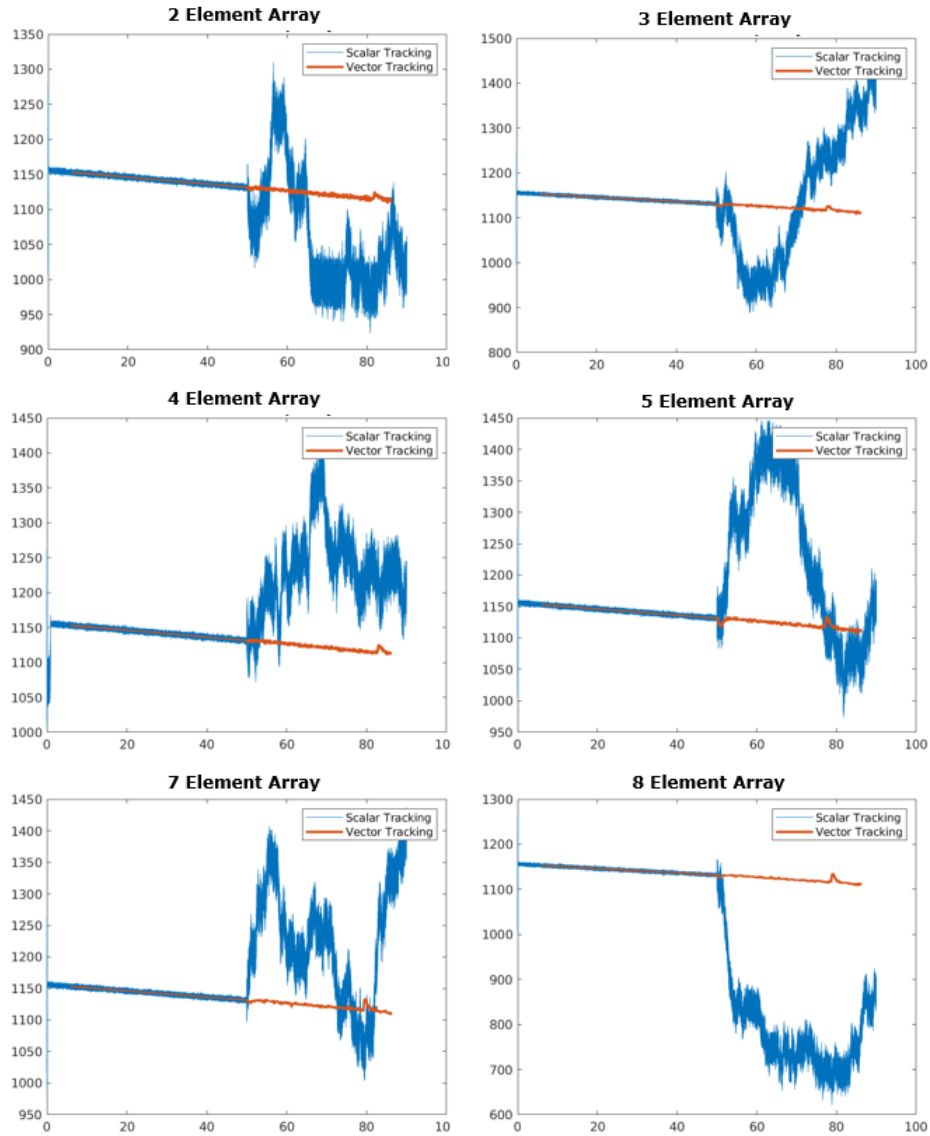 2 Element Array
1350
1300
1250
1200
1150
1100
1050
1000
950
900
0 20 40 60 80 10
Scalar Tracking
Vector Tracking
3 Element Array
1500
1400
1300
1200
1100
1000
900
800
0 20 40 60 80 100
Scalar Tracking
Vector Tracking
4 Element Array
1450
1400
1350
1300
1250
1200
1150
1100
1050
1000
0 20 40 60 80 10
Scalar Tracking
Vector Tracking
5 Element Array
1450
1400
1350
1300
1250
1200
1150
1100
1050
1000
950
0 20 40 60 80 100
Scalar Tracking
Vector Tracking
7 Element Array
1450
1400
1350
1300
1250
1200
1150
1100
1050
1000
950
0 20 40 60 80 10
Scalar Tracking
Vector Tracking
8 Element Array
1300
1200
1100
1000
900
800
700
600
0 20 40 60 80 100
Scalar Tracking
Vector Tracking